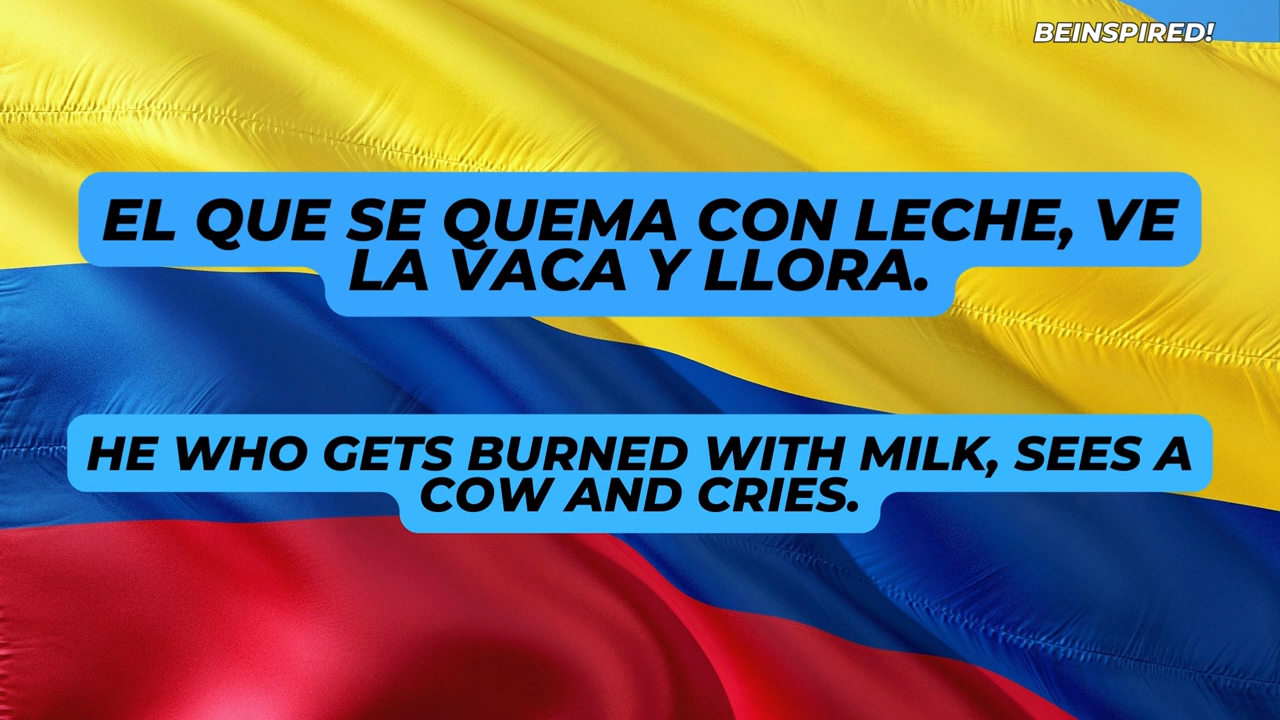 BEINSPIRED!
EL QUE SE QUEMA CON LECHE, VE
LA VACA Y LLORA.
HE WHO GETS BURNED WITH MILK, SEES A
COW AND CRIES.